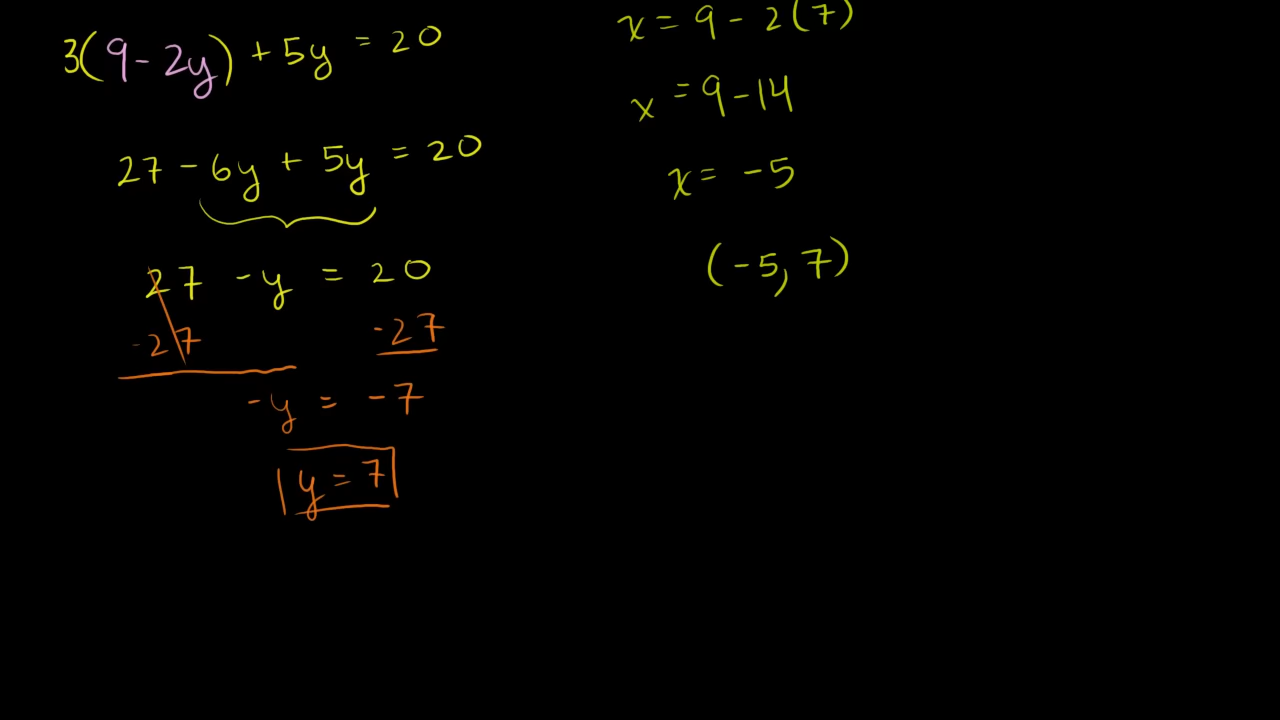 3(9-2y) + 5y = 20
27 - 6y + 5y = 20
27 - y = 20
-27 -27
-y = -7
y = 7
x = 9 - 2(7)
x = 9 - 14
x = -5
(-5, 7)